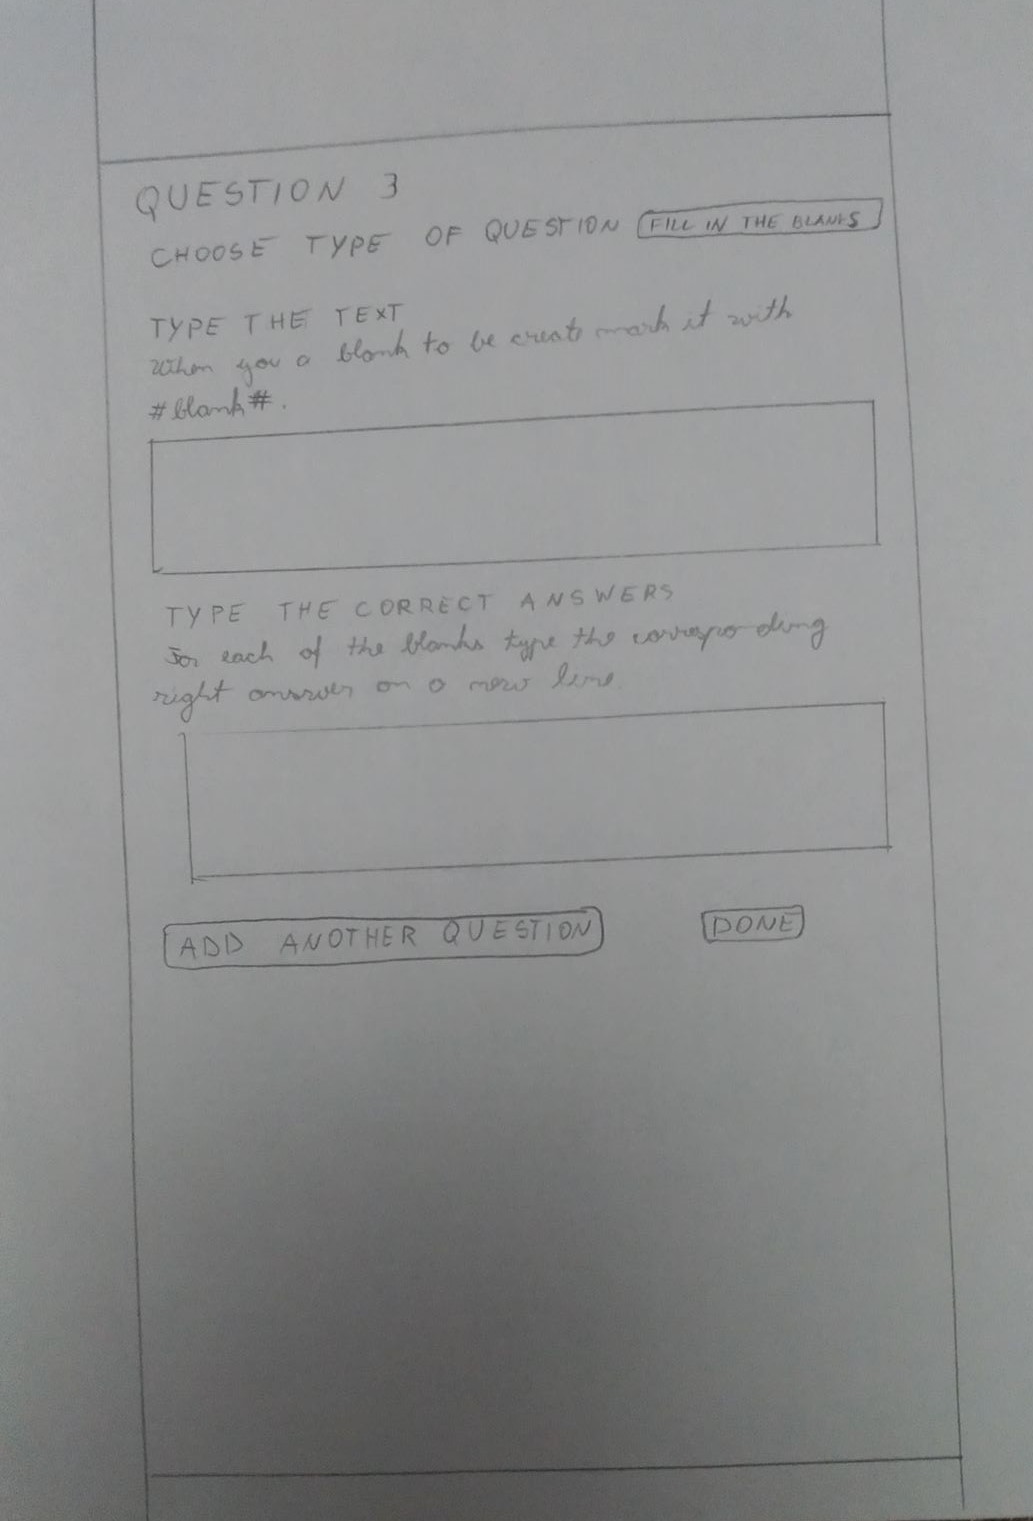 QUESTION 3
CHOOSE TYPE OF QUESTION FILL IN THE BLANKS
TYPE THE TEXT
When you a blank to be create mark it with
#blank#.
TYPE THE CORRECT ANSWERS
For each of the blanks type the corresponding
right answer on a new line.
ADD ANOTHER QUESTION DONE